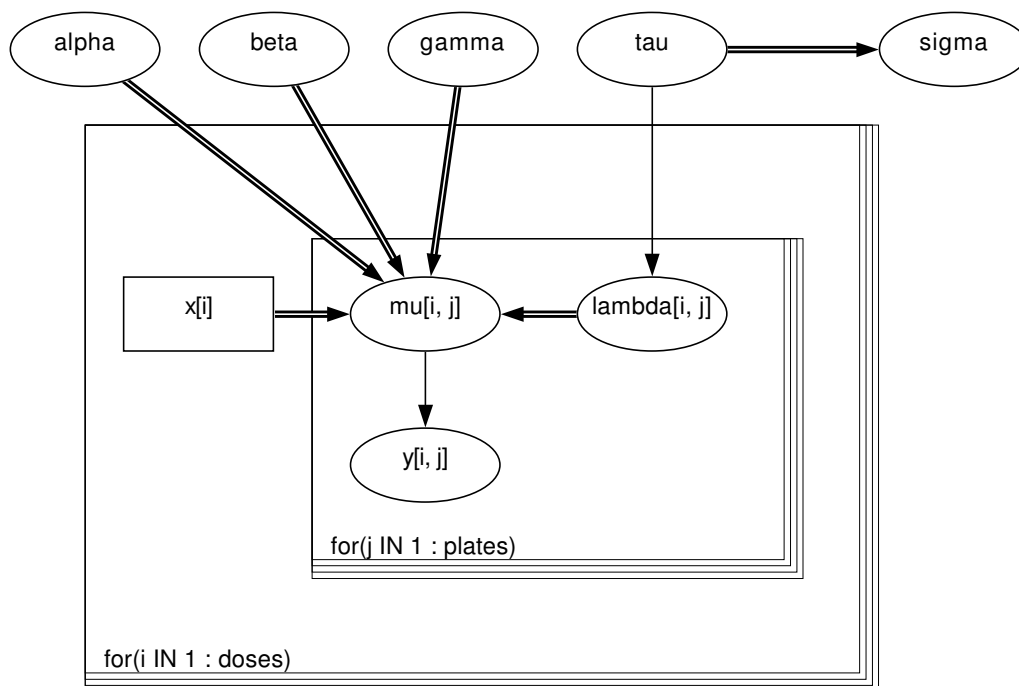 alpha
beta
gamma
tau
sigma
x[i]
mu[i, j]
lambda[i, j]
y[i, j]
for(j IN 1 : plates)
for(i IN 1 : doses)